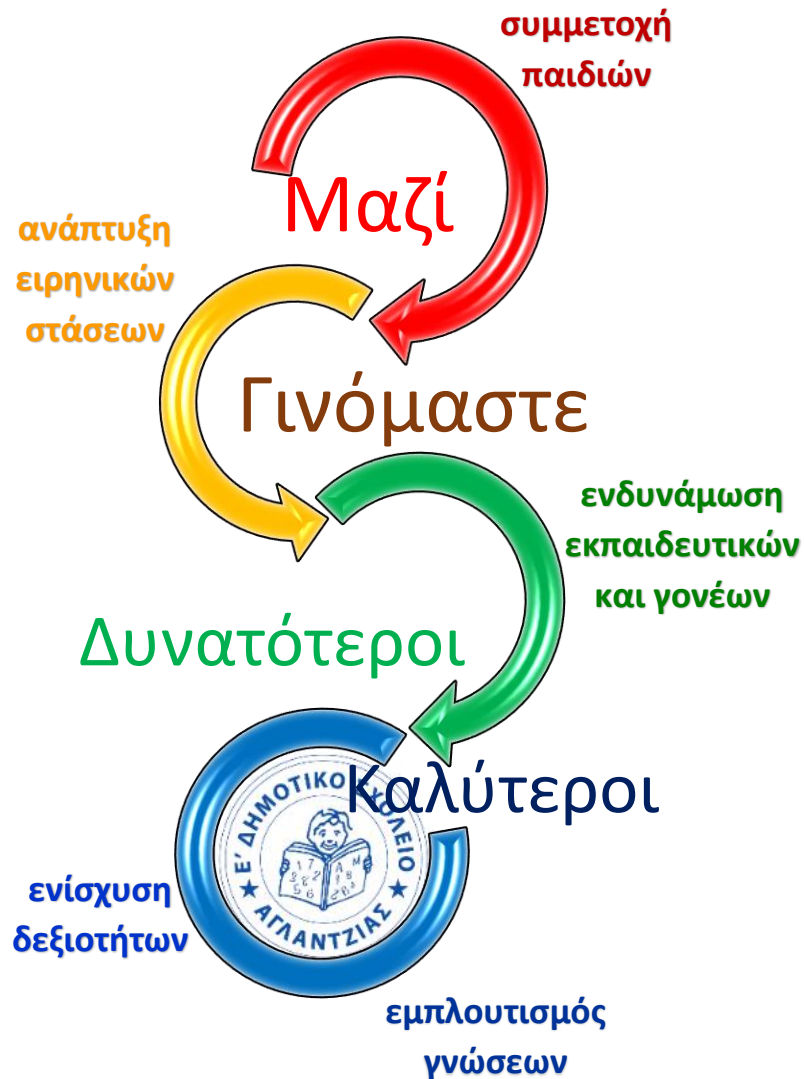 συμμετοχή
παιδιών
Μαζί
ανάπτυξη
ειρηνικών
στάσεων
Γινόμαστε
ενδυνάμωση
εκπαιδευτικών
και γονέων
Δυνατότεροι
Καλύτεροι
Ε' ΔΗΜΟΤΙΚΟ ΣΧΟΛΕΙΟ
ΑΓΛΑΝΤΖΙΑΣ
ενίσχυση
δεξιοτήτων
εμπλουτισμός
γνώσεων